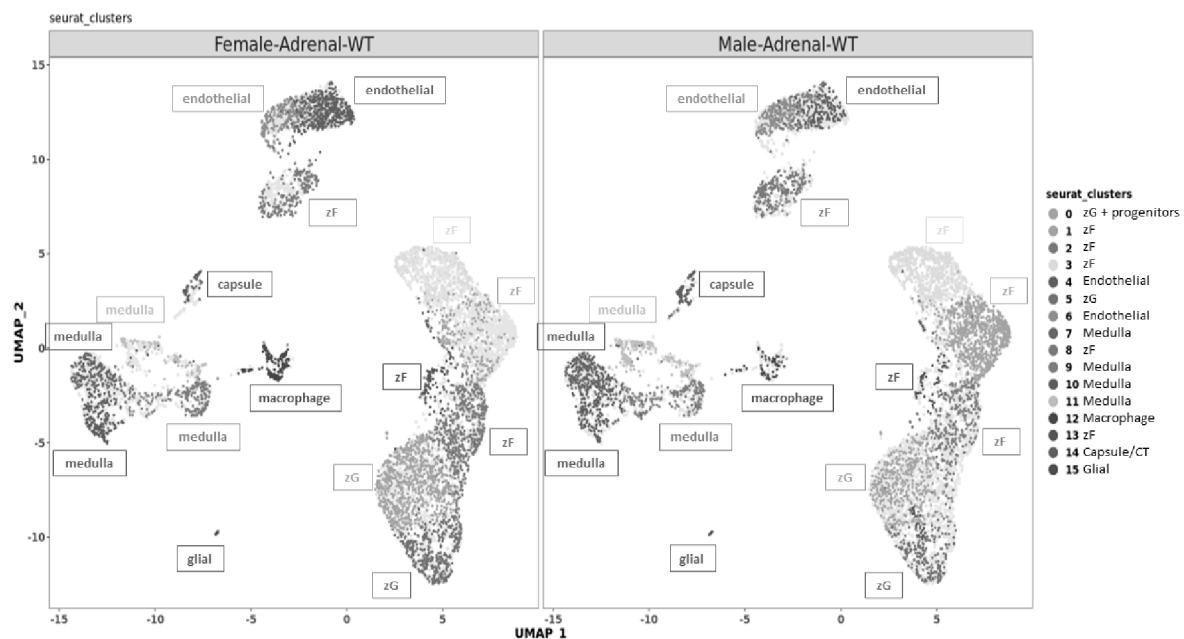 seurat_clusters
Female-Adrenal-WT
Male-Adrenal-WT
15
10
5
0
-5
-10
UMAP_2
endothelial
endothelial
zF
zF
capsule
zF
medulla
medulla
zF
macrophage
medulla
zF
medulla
zG
glial
zG
endothelial
endothelial
zF
zF
capsule
zF
medulla
medulla
zF
macrophage
medulla
zF
medulla
zG
glial
zG
-15
-10
-5
0
5
-15
-10
-5
0
5
UMAP_1
seurat_clusters
0 zG + progenitors
1 zF
2 zF
3 zF
4 Endothelial
5 zG
6 Endothelial
7 Medulla
8 zF
9 Medulla
10 Medulla
11 Medulla
12 Macrophage
13 zF
14 Capsule/CT
15 Glial